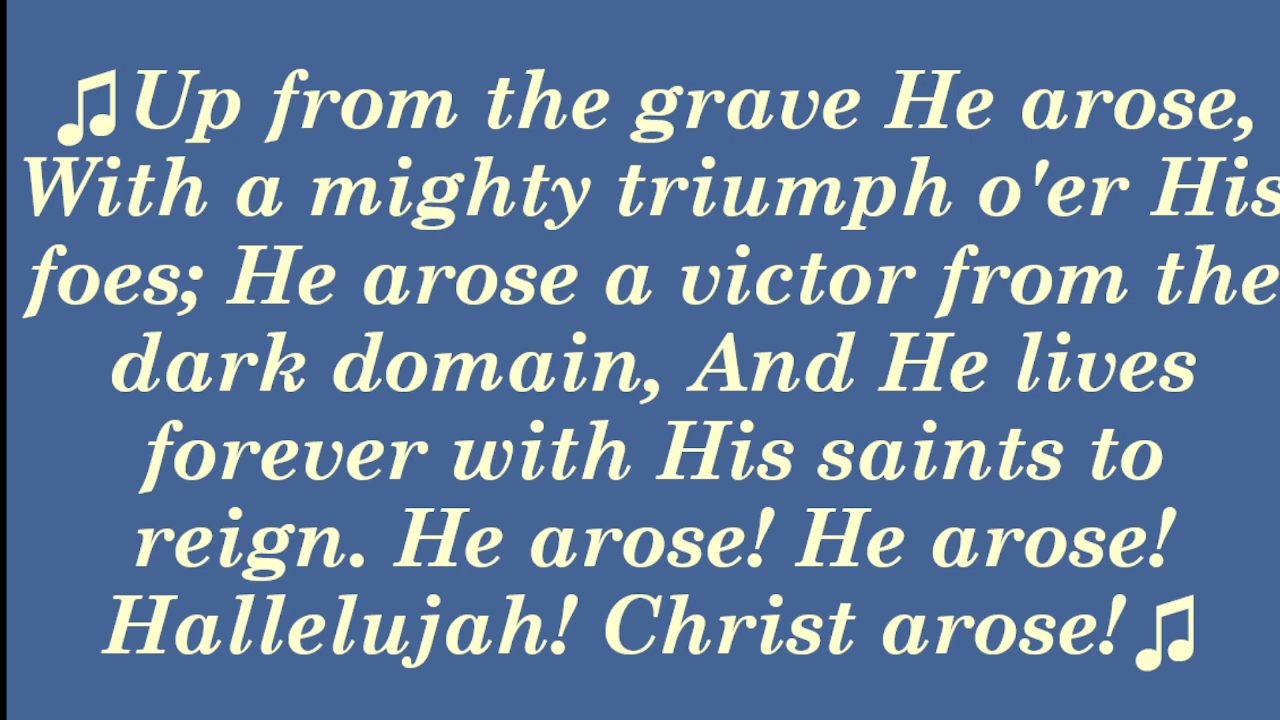 ♫Up from the grave He arose,
With a mighty triumph o'er His
foes; He arose a victor from the
dark domain, And He lives
forever with His saints to
reign. He arose! He arose!
Hallelujah! Christ arose!♫